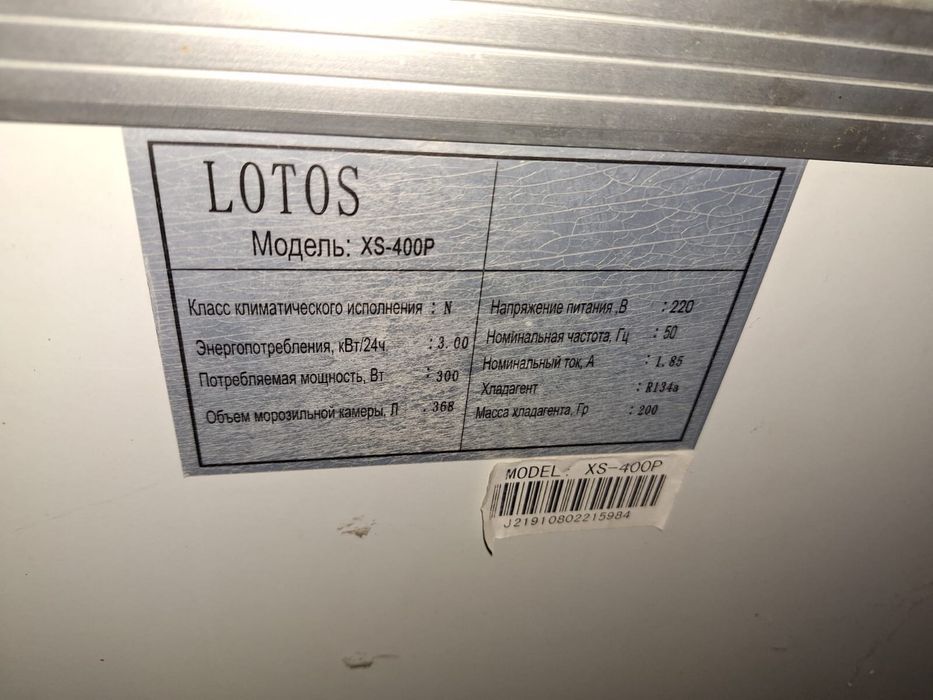 LOTOS
Модель: XS-400P
Класс климатического исполнения : N
Энергопотребления, кВт/24ч : 3.00
Потребляемая мощность, Вт : 300
Объем морозильной камеры, Л : 368
Напряжение питания ,В : 220
Номинальная частота, Гц : 50
Номинальный ток, А : 1.85
Хладагент : R134a
Масса хладагента, Гр : 200
MODEL: XS-400P
J21910802215984